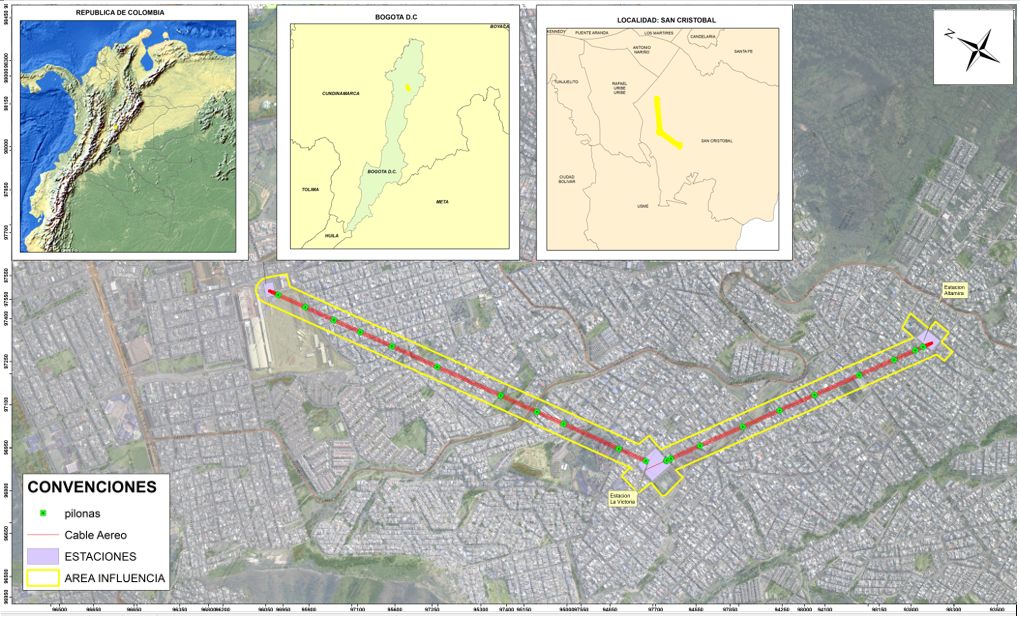 REPUBLICA DE COLOMBIA
BOGOTA D.C
BOYACA
CUNDINAMARCA
BOGOTA D.C.
TOLIMA
META
HUILA
LOCALIDAD: SAN CRISTOBAL
KENNEDY
PUENTE ARANDA
LOS MARTIRES
CANDELARIA
ANTONIO
NARIÑO
SANTA FE
TUNJUELITO
RAFAEL
URIBE
URIBE
SAN CRISTOBAL
CIUDAD
BOLIVAR
USME
N
Estacion
Altamira
Estacion
La Victoria
CONVENCIONES
pilonas
Cable Aereo
ESTACIONES
AREA INFLUENCIA